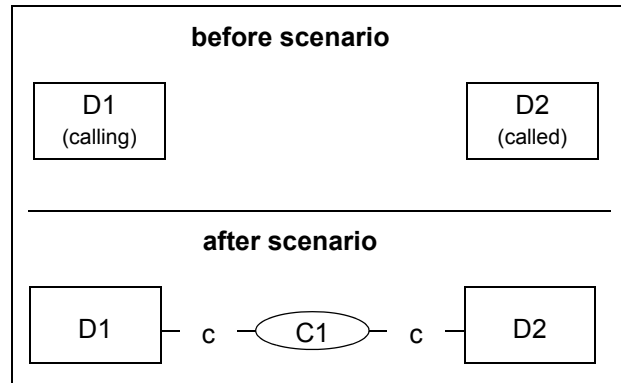 before scenario
D1
(calling)
D2
(called)
after scenario
D1 c C1 c D2